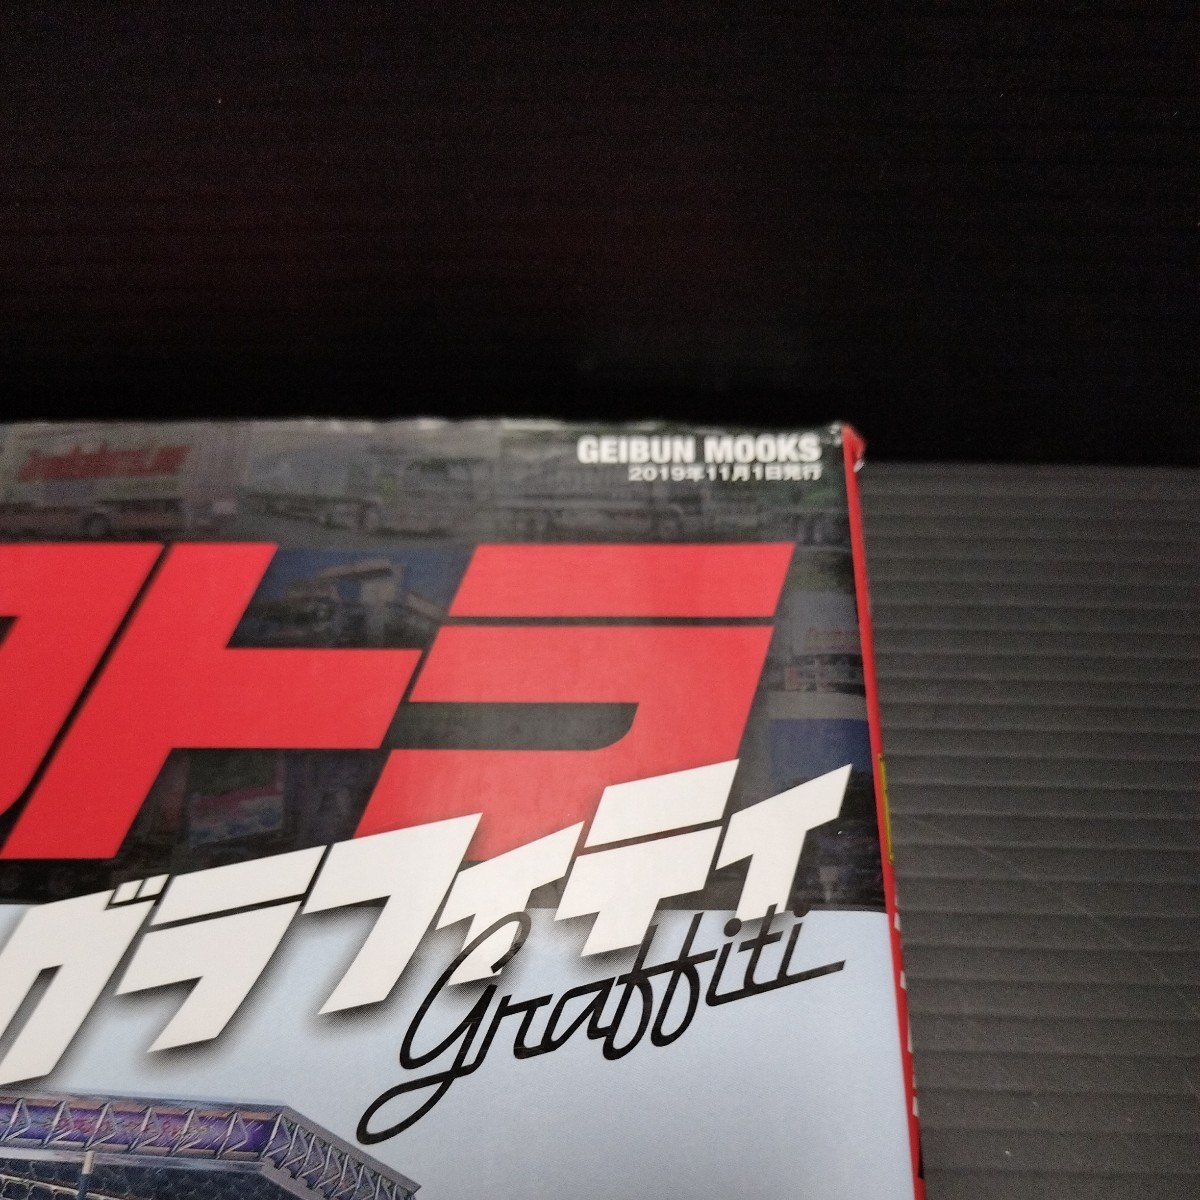 GEIBUN MOOKS
2019年11月1日発行
トラ
グラフィティ
graffiti